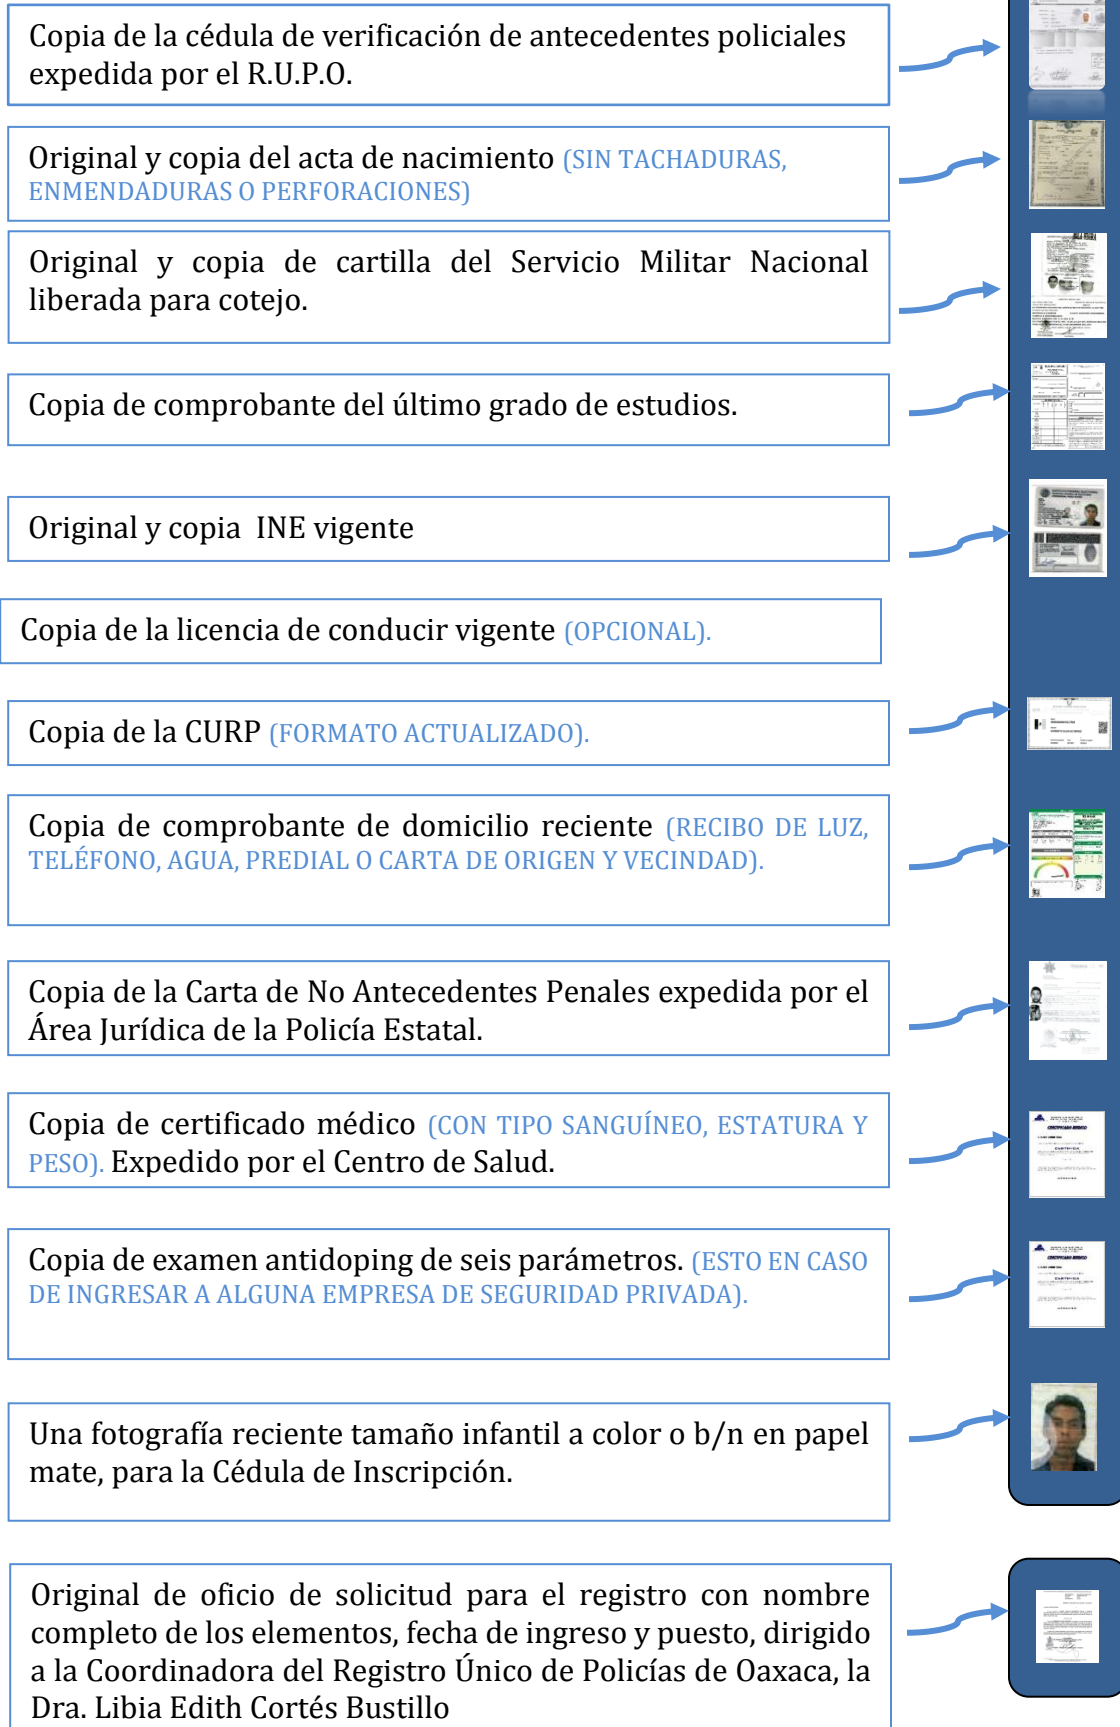 Copia de la cédula de verificación de antecedentes policiales
expedida por el R.U.P.O.
Original y copia del acta de nacimiento (SIN TACHADURAS,
ENMENDADURAS O PERFORACIONES)
Original y copia de cartilla del Servicio Militar Nacional
liberada para cotejo.
Copia de comprobante del último grado de estudios.
Original y copia INE vigente
Copia de la licencia de conducir vigente (OPCIONAL).
Copia de la CURP (FORMATO ACTUALIZADO).
Copia de comprobante de domicilio reciente (RECIBO DE LUZ,
TELÉFONO, AGUA, PREDIAL O CARTA DE ORIGEN Y VECINDAD).
Copia de la Carta de No Antecedentes Penales expedida por el
Área Jurídica de la Policía Estatal.
Copia de certificado médico (CON TIPO SANGUÍNEO, ESTATURA Y
PESO). Expedido por el Centro de Salud.
Copia de examen antidoping de seis parámetros. (ESTO EN CASO
DE INGRESAR A ALGUNA EMPRESA DE SEGURIDAD PRIVADA).
Una fotografía reciente tamaño infantil a color o b/n en papel
mate, para la Cédula de Inscripción.
Original de oficio de solicitud para el registro con nombre
completo de los elementos, fecha de ingreso y puesto, dirigido
a la Coordinadora del Registro Único de Policías de Oaxaca, la
Dra. Libia Edith Cortés Bustillo